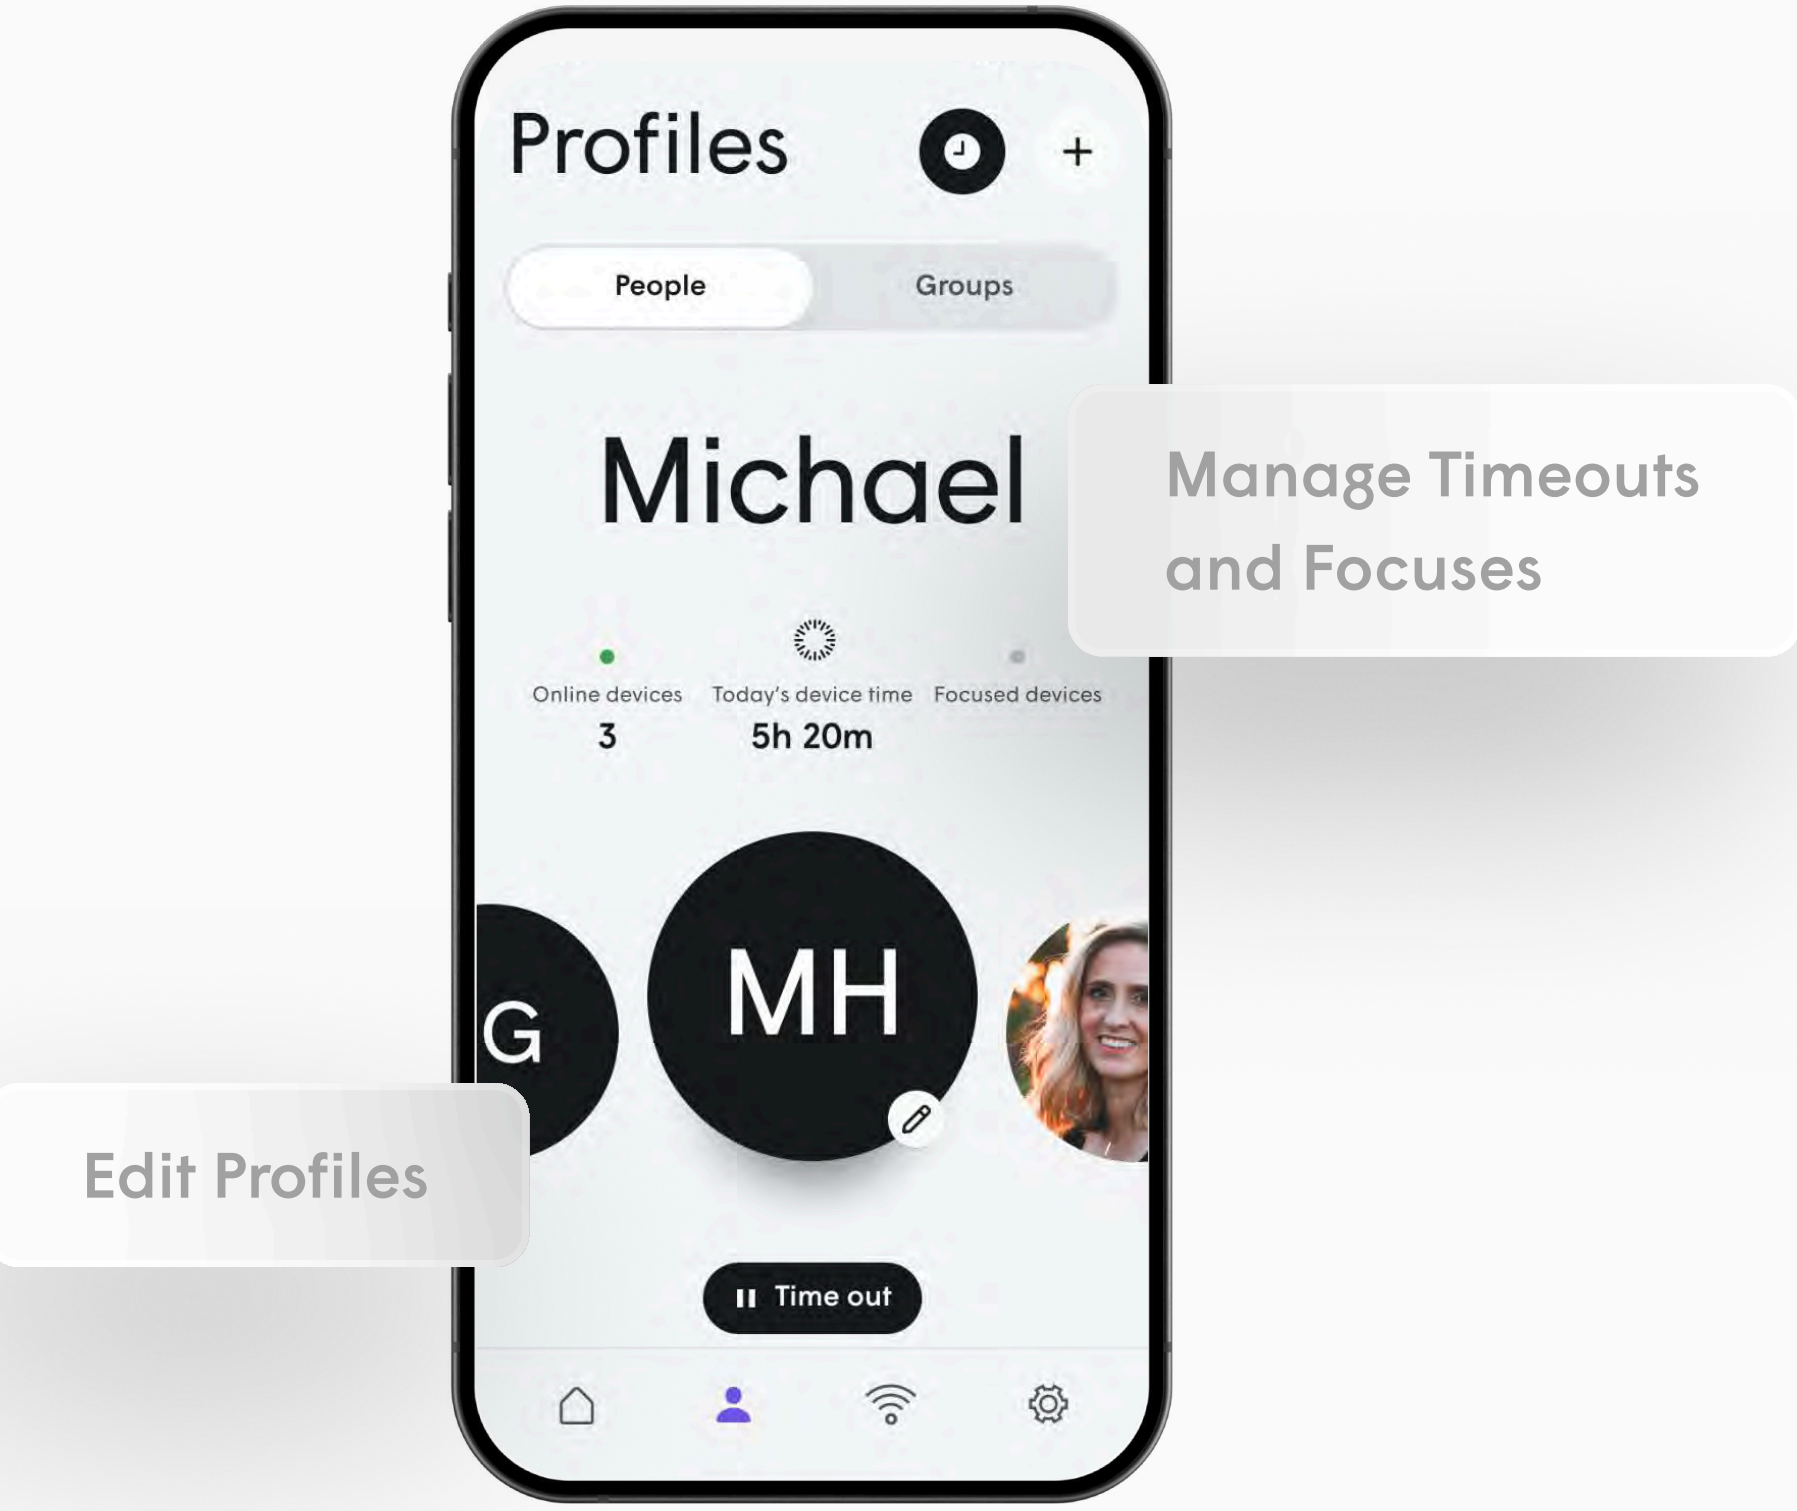 Profiles
People
Groups
Michael
Manage Timeouts
and Focuses
Online devices
3
Today's device time
5h 20m
Focused devices
G
MH
Edit Profiles
Time out